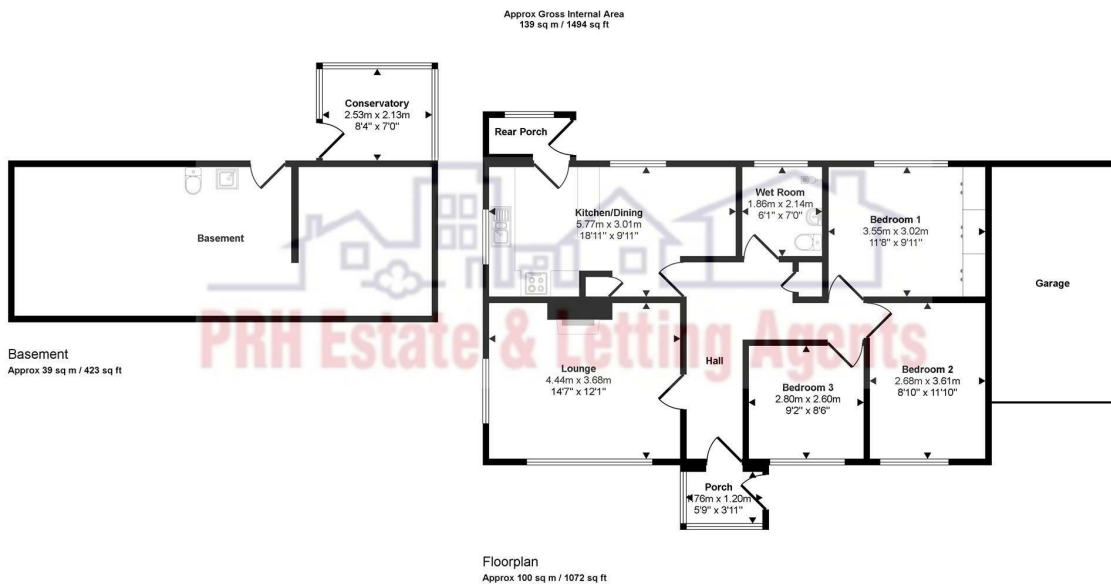 Approx Gross Internal Area
139 sq m / 1494 sq ft
Conservatory
2.53m x 2.13m
8'4" x 7'0"
Basement
Basement
Approx 39 sq m / 423 sq ft
Rear Porch
Kitchen/Dining
5.77m x 3.01m
18'11" x 9'11"
Wet Room
1.86m x 2.14m
6'1" x 7'0"
Bedroom 1
3.55m x 3.02m
11'8" x 9'11"
Garage
PRH Estate & Letting Agents
Lounge
4.44m x 3.68m
14'7" x 12'1"
Hall
Bedroom 3
2.80m x 2.60m
9'2" x 8'6"
Bedroom 2
2.68m x 3.61m
8'10" x 11'10"
Porch
.76m x 1.20m
5'9" x 3'11"
Floorplan
Approx 100 sq m / 1072 sq ft